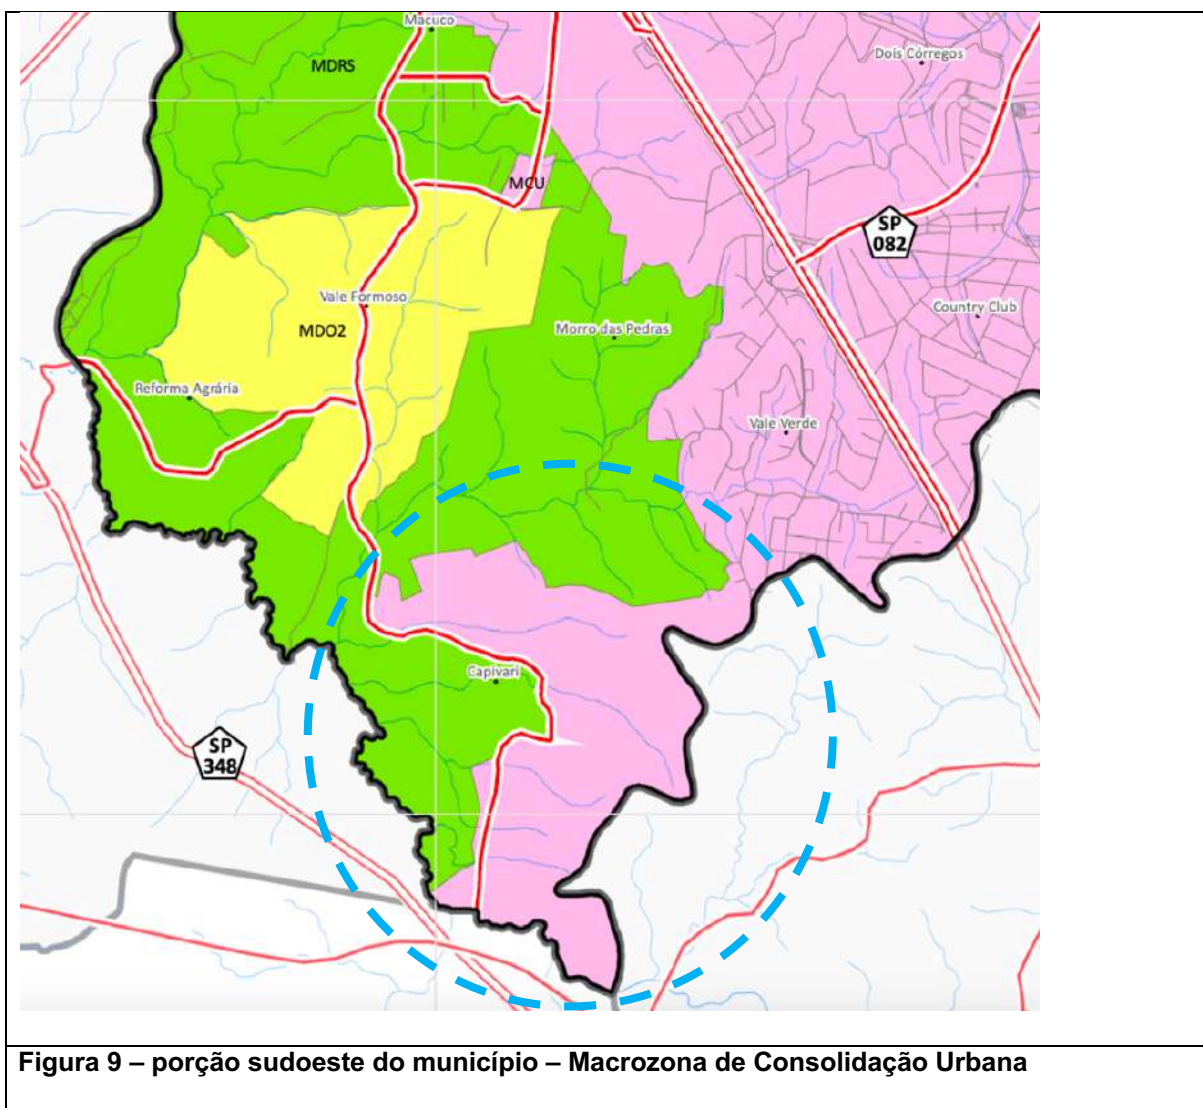 Macuco
Dois Córregos
MDRS
MCU
SP
082
Vale Formoso
Country Club
MDO2
Morro das Pedras
Reforma Agrária
Vale Verde
Capivari
SP
348
Figura 9 – porção sudoeste do município – Macrozona de Consolidação Urbana